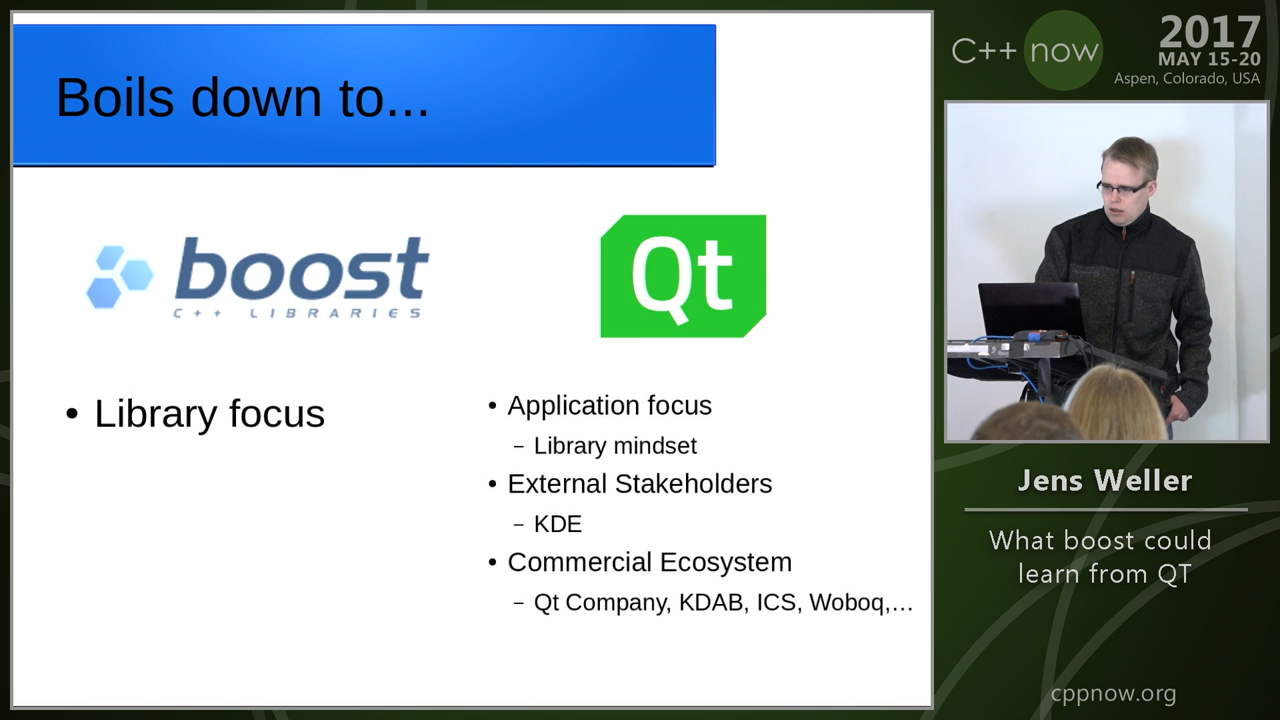 Boils down to...
boost
C++ LIBRARIES
Qt
• Library focus
• Application focus
– Library mindset
• External Stakeholders
– KDE
• Commercial Ecosystem
– Qt Company, KDAB, ICS, Woboq,...
C++ now
2017
MAY 15-20
Aspen, Colorado, USA
Jens Weller
What boost could
learn from QT
cppnow.org